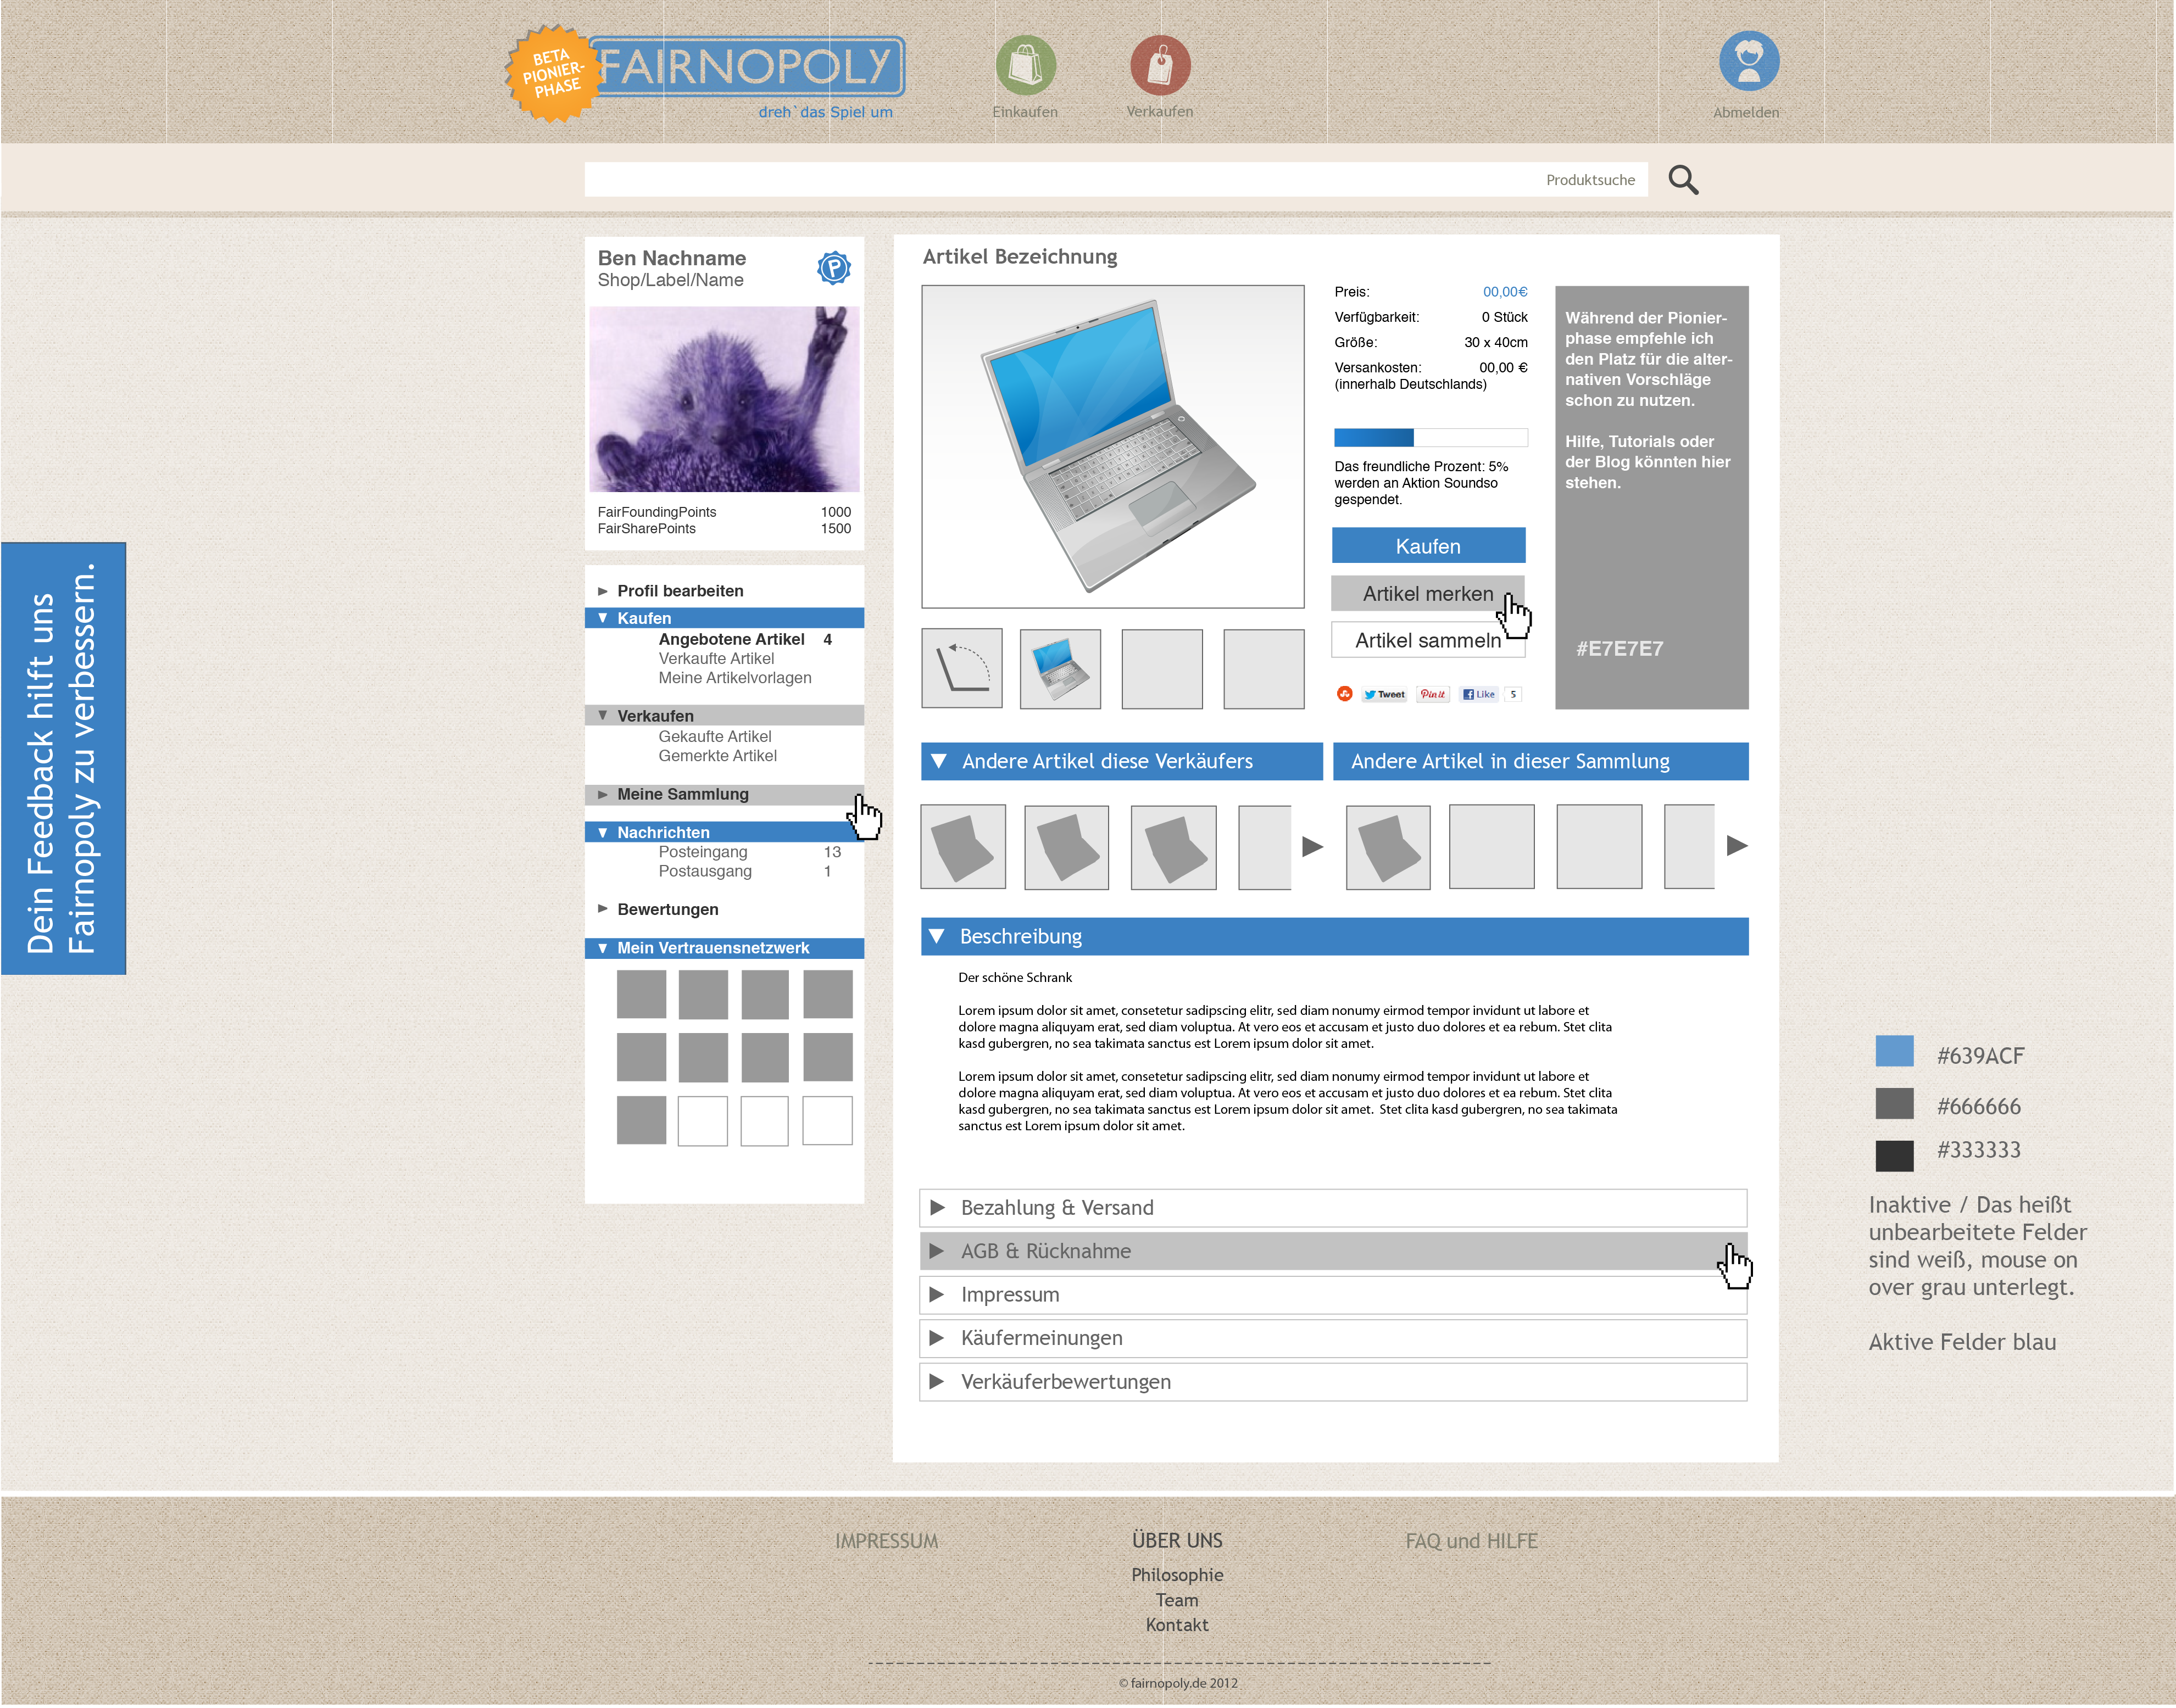 BETA
PIONIER-
PHASE
FAIRNOPOLY
dreh`das Spiel um
Einkaufen
Verkaufen
Abmelden
Produktsuche
Dein Feedback hilft uns
Fairnopoly zu verbessern.
Ben Nachname
P
Shop/Label/Name
FairFoundingPoints 1000
FairSharePoints 1500
Profil bearbeiten
Kaufen
Angebotene Artikel 4
Verkaufte Artikel
Meine Artikelvorlagen
Verkaufen
Gekaufte Artikel
Gemerkte Artikel
Meine Sammlung
Nachrichten
Posteingang 13
Postausgang 1
Bewertungen
Mein Vertrauensnetzwerk
Artikel Bezeichnung
Preis: 00,00€
Verfügbarkeit: 0 Stück
Größe: 30 x 40cm
Versankosten: 00,00 €
(innerhalb Deutschlands)
Das freundliche Prozent: 5%
werden an Aktion Soundso
gespendet.
Kaufen
Artikel merken
Artikel sammeln
Tweet
Pin it
Like
5
Während der Pionier-
phase empfehle ich
den Platz für die alter-
nativen Vorschläge
schon zu nutzen.
Hilfe, Tutorials oder
der Blog könnten hier
stehen.
#E7E7E7
Andere Artikel diese Verkäufers
Andere Artikel in dieser Sammlung
Beschreibung
Der schöne Schrank
Lorem ipsum dolor sit amet, consetetur sadipscing elitr, sed diam nonumy eirmod tempor invidunt ut labore et
dolore magna aliquyam erat, sed diam voluptua. At vero eos et accusam et justo duo dolores et ea rebum. Stet clita
kasd gubergren, no sea takimata sanctus est Lorem ipsum dolor sit amet.
Lorem ipsum dolor sit amet, consetetur sadipscing elitr, sed diam nonumy eirmod tempor invidunt ut labore et
dolore magna aliquyam erat, sed diam voluptua. At vero eos et accusam et justo duo dolores et ea rebum. Stet clita
kasd gubergren, no sea takimata sanctus est Lorem ipsum dolor sit amet.  Stet clita kasd gubergren, no sea takimata
sanctus est Lorem ipsum dolor sit amet.
Bezahlung & Versand
AGB & Rücknahme
Impressum
Käufermeinungen
Verkäuferbewertungen
#639ACF
#666666
#333333
Inaktive / Das heißt
unbearbeitete Felder
sind weiß, mouse on
over grau unterlegt.
Aktive Felder blau
IMPRESSUM
ÜBER UNS
Philosophie
Team
Kontakt
FAQ und HILFE
© fairnopoly.de 2012